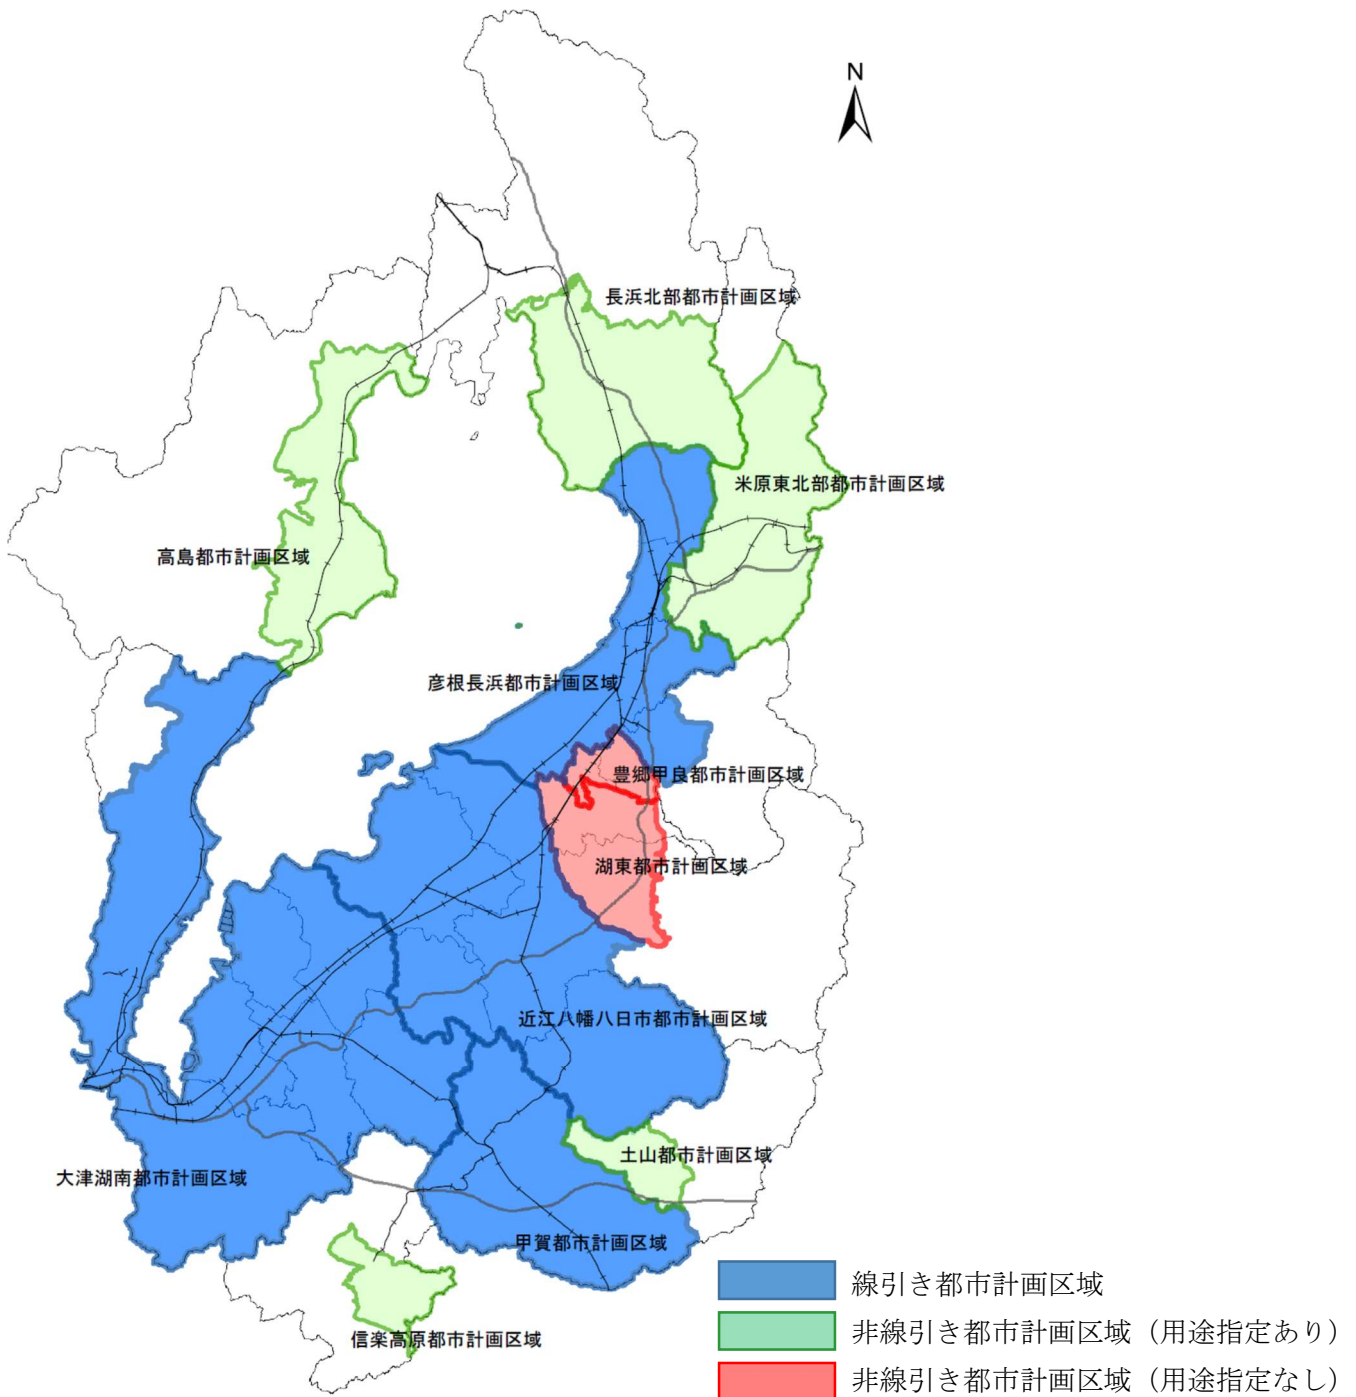 N
長浜北部都市計画区域
米原東北部都市計画区域
高島都市計画区域
彦根長浜都市計画区域
豊郷甲良都市計画区域
湖東都市計画区域
近江八幡八日市都市計画区域
土山都市計画区域
大津湖南都市計画区域
甲賀都市計画区域
信楽高原都市計画区域
線引き都市計画区域
非線引き都市計画区域（用途指定あり）
非線引き都市計画区域（用途指定なし）